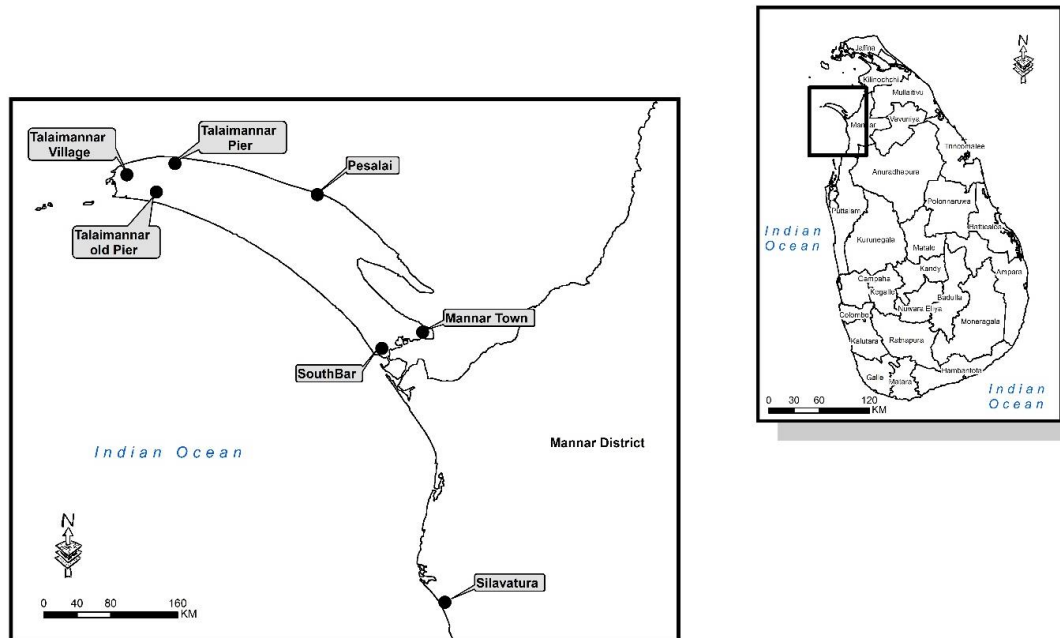 Talaimannar
Village
Talaimannar
Pier
Pesalai
Talaimannar
old Pier
Mannar Town
SouthBar
Mannar District
Indian Ocean
Silavatura
N
0 40 80 160
KM
N
Jaffna
Kilinochchi
Mullaitivu
Mannar
Vavuniya
Trincomalee
Anuradhapura
Polonnaruwa
Puttalam
Batticaloa
Indian
Ocean
Kurunegala
Matale
Kandy
Ampara
Kegalle
Badulla
Nuwara Eliya
Colombo
Moneragala
Kalutara
Ratnapura
Galle
Matara
Hambantota
Indian
Ocean
0 30 60 120
KM